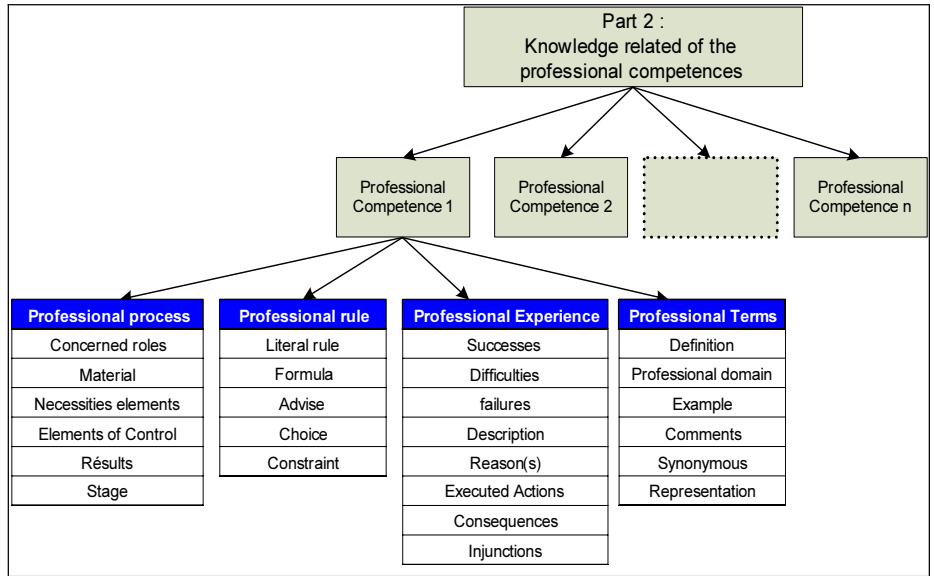 Part 2 :
Knowledge related of the
professional competences
Professional
Competence 1
Professional
Competence 2
Professional
Competence n
Professional process
Concerned roles
Material
Necessities elements
Elements of Control
Résults
Stage
Professional rule
Literal rule
Formula
Advise
Choice
Constraint
Professional Experience
Successes
Difficulties
failures
Description
Reason(s)
Executed Actions
Consequences
Injunctions
Professional Terms
Definition
Professional domain
Example
Comments
Synonymous
Representation